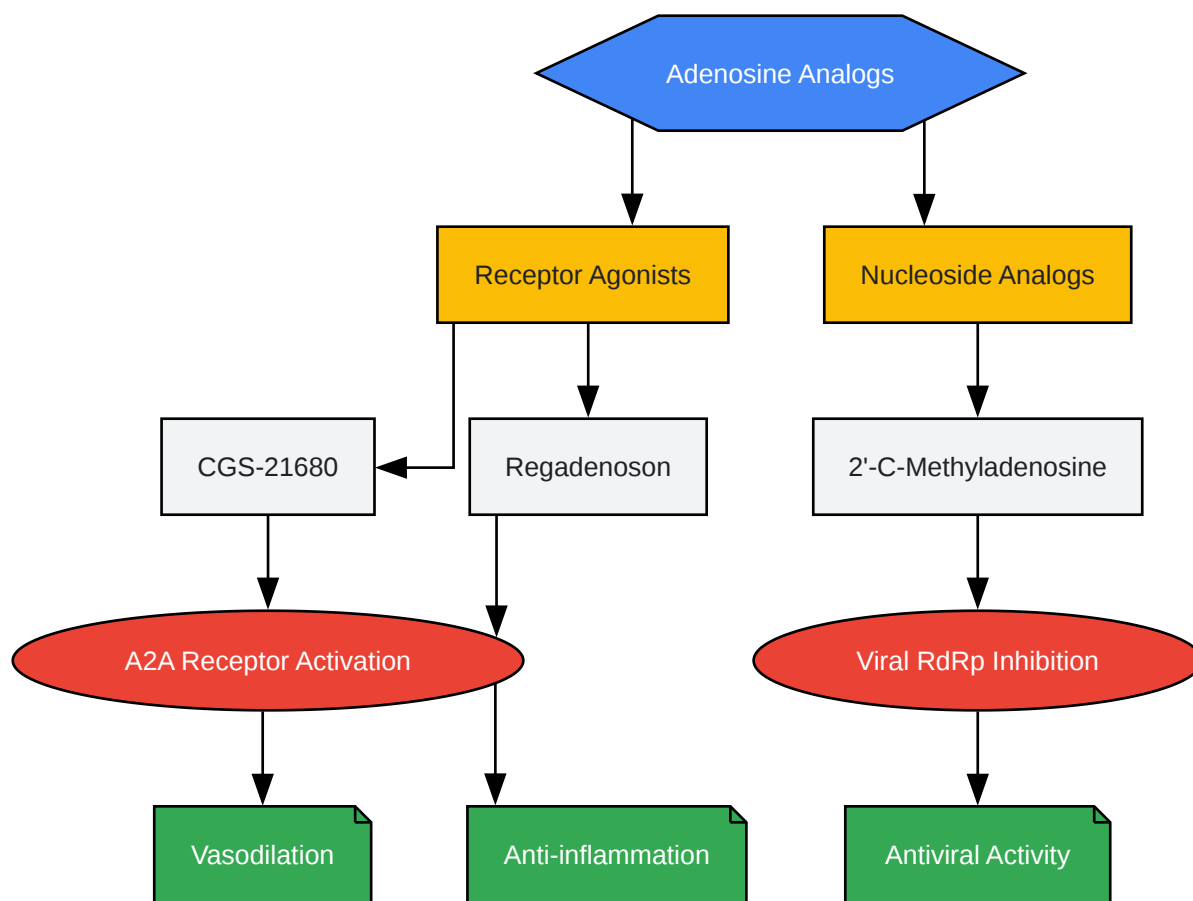 Adenosine Analogs
Receptor Agonists
Nucleoside Analogs
CGS-21680
Regadenoson
2'-C-Methyladenosine
A2A Receptor Activation
Viral RdRp Inhibition
Vasodilation
Anti-inflammation
Antiviral Activity